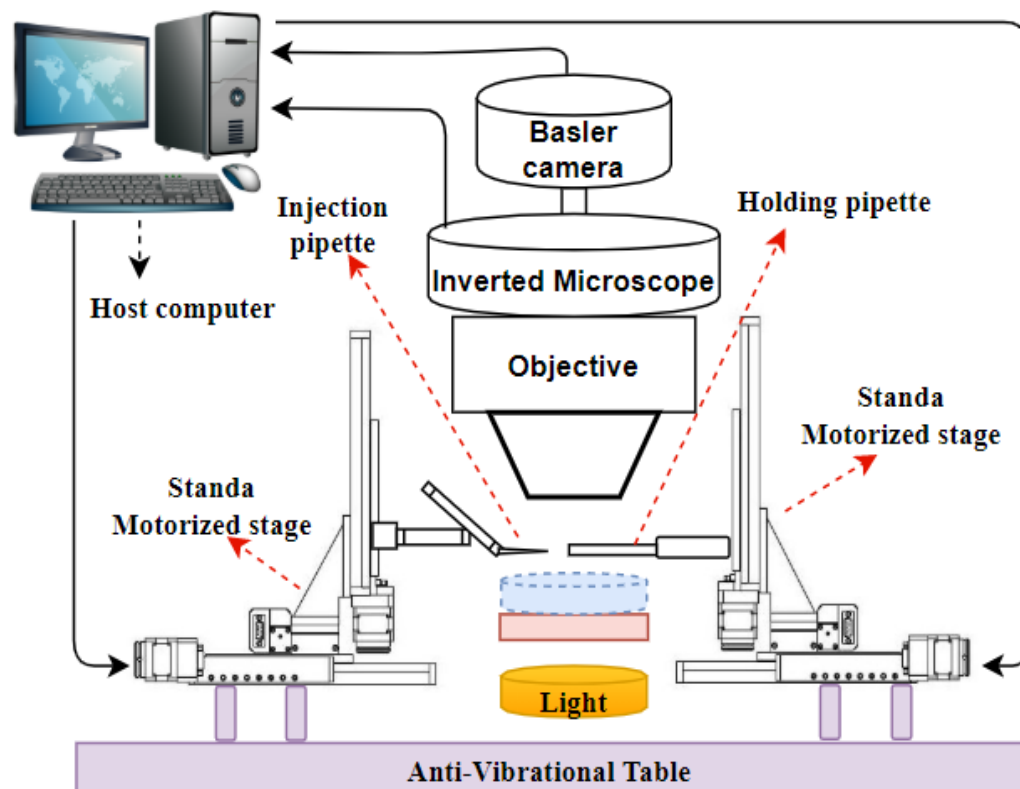 Basler
camera
Injection
pipette
Holding pipette
Inverted Microscope
Host computer
Objective
Standa
Motorized stage
Standa
Motorized stage
Light
Anti-Vibrational Table